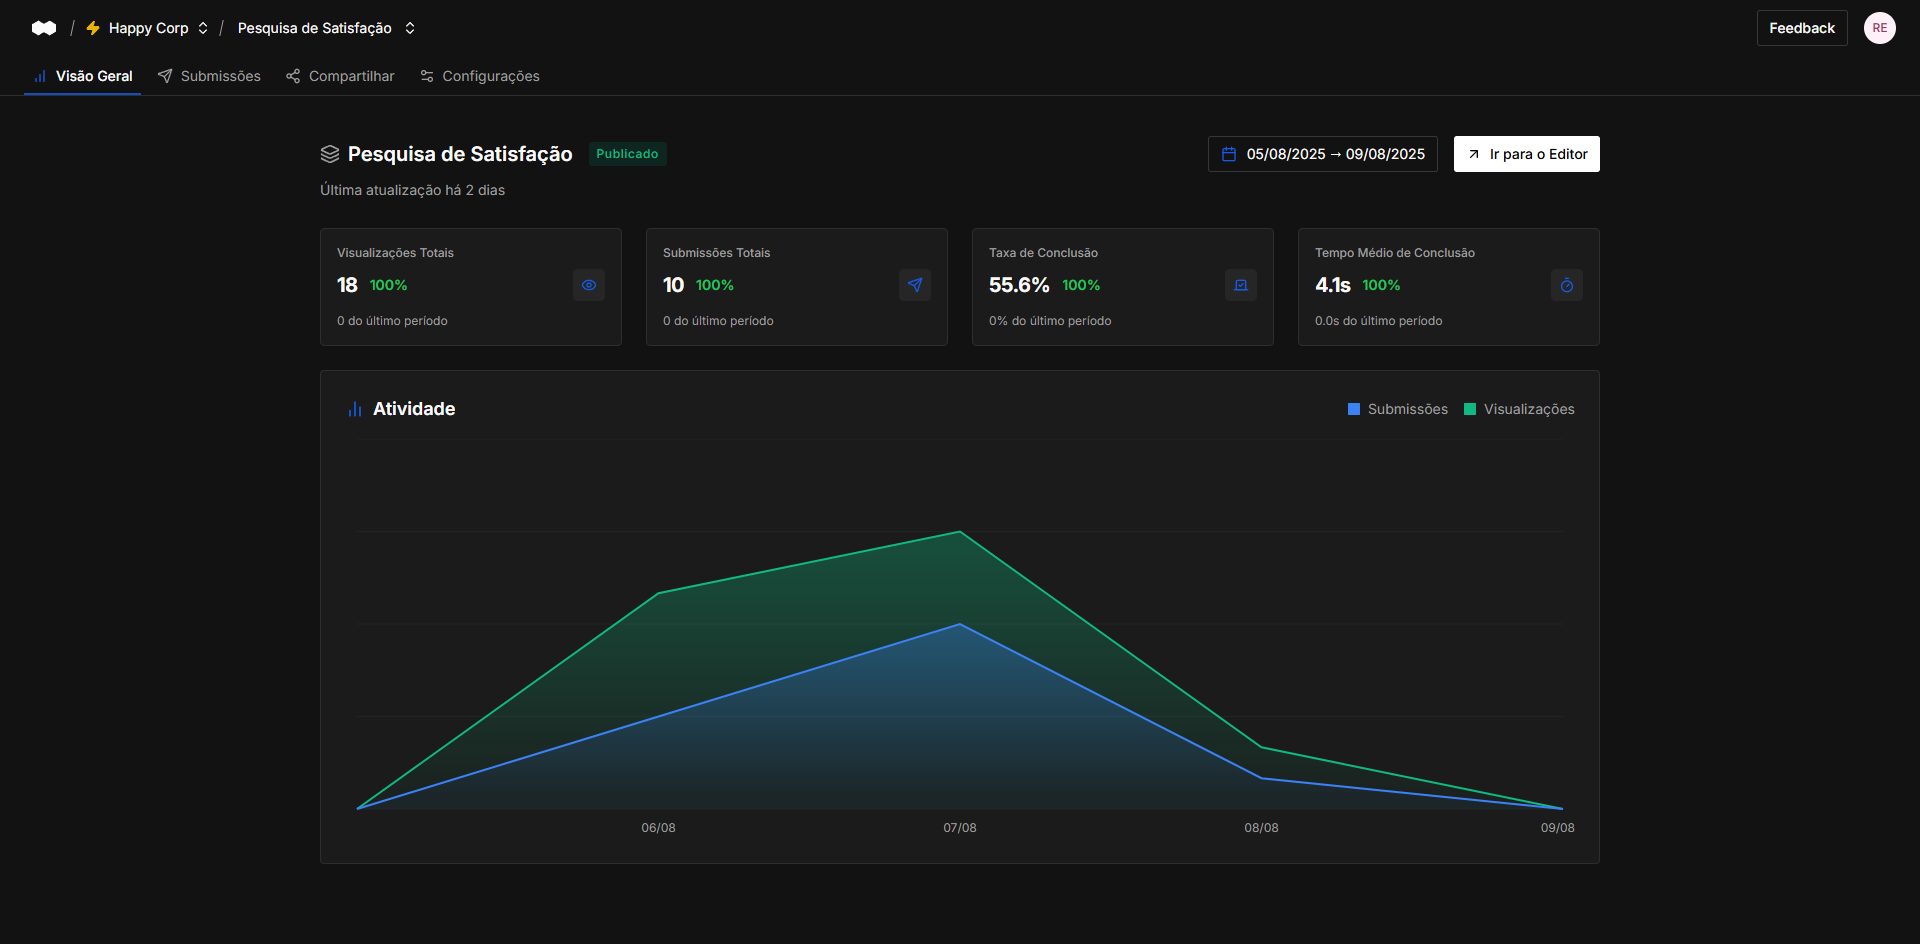 / Happy Corp / Pesquisa de Satisfação
Feedback
RE
Visão Geral Submissões Compartilhar Configurações
Pesquisa de Satisfação Publicado
05/08/2025 → 09/08/2025
Ir para o Editor
Última atualização há 2 dias
Visualizações Totais
18 100%
0 do último período
Submissões Totais
10 100%
0 do último período
Taxa de Conclusão
55.6% 100%
0% do último período
Tempo Médio de Conclusão
4.1s 100%
0.0s do último período
Atividade
Submissões Visualizações
06/08 07/08 08/08 09/08